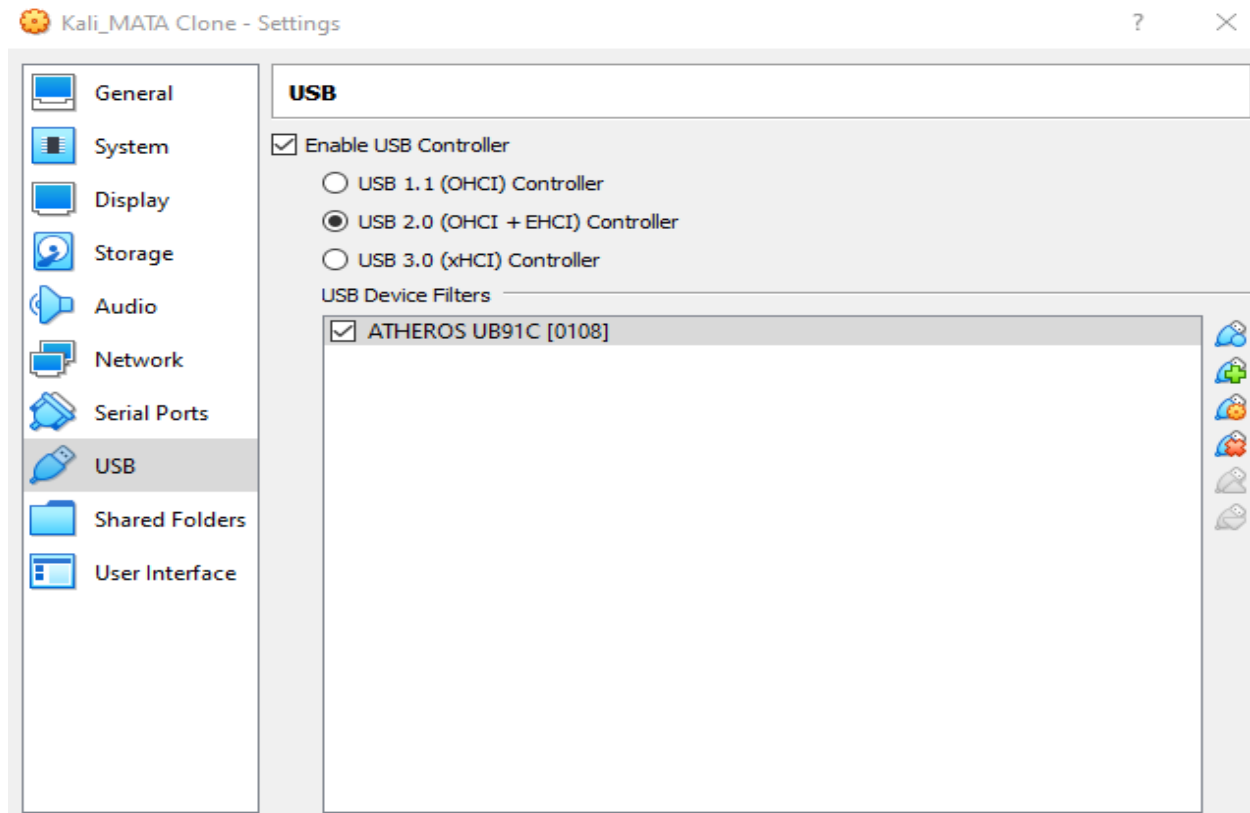 Kali_MATA Clone - Settings
?
General
System
Display
Storage
Audio
Network
Serial Ports
USB
Shared Folders
User Interface
USB
Enable USB Controller
USB 1.1 (OHCI) Controller
USB 2.0 (OHCI + EHCI) Controller
USB 3.0 (xHCI) Controller
USB Device Filters
ATHEROS UB91C [0108]